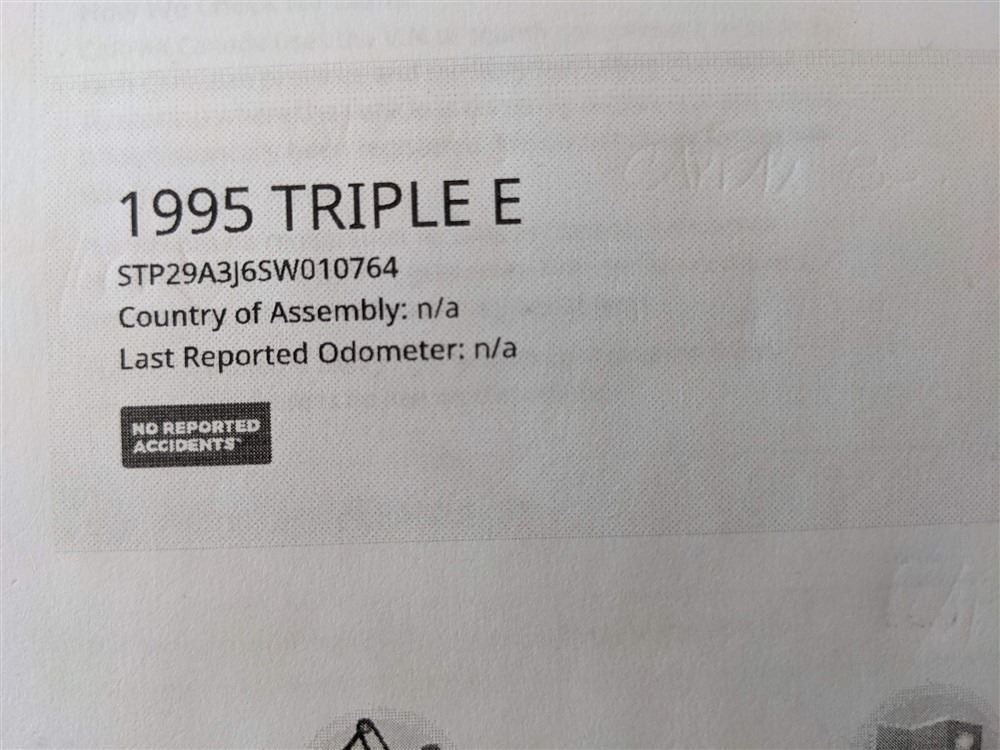 1995 TRIPLE E
STP29A3J6SW010764
Country of Assembly: n/a
Last Reported Odometer: n/a
NO REPORTED
ACCIDENTS